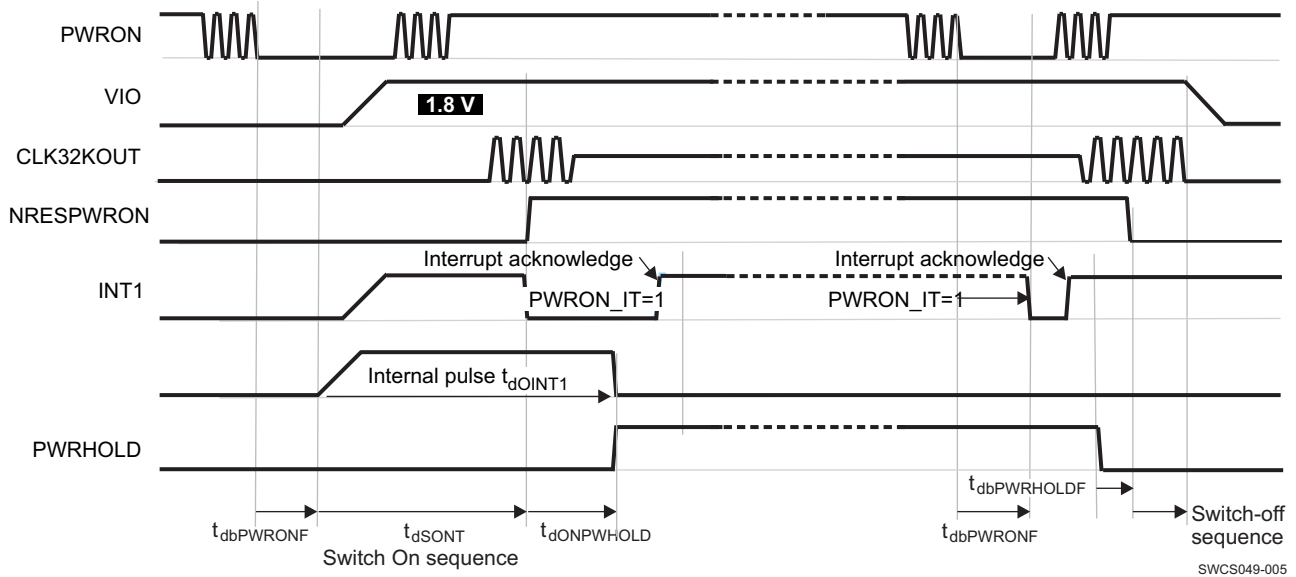 PWRON
VIO
1.8 V
CLK32KOUT
NRESPWRON
Interrupt acknowledge
Interrupt acknowledge
INT1
PWRON_IT=1
PWRON_IT=1
Internal pulse tdOINT1
PWRHOLD
tdbPWRHOLDF
tdbPWRONF
tdSONT
tdONPWHOLD
tdbPWRONF
Switch On sequence
Switch-off
sequence
SWCS049-005